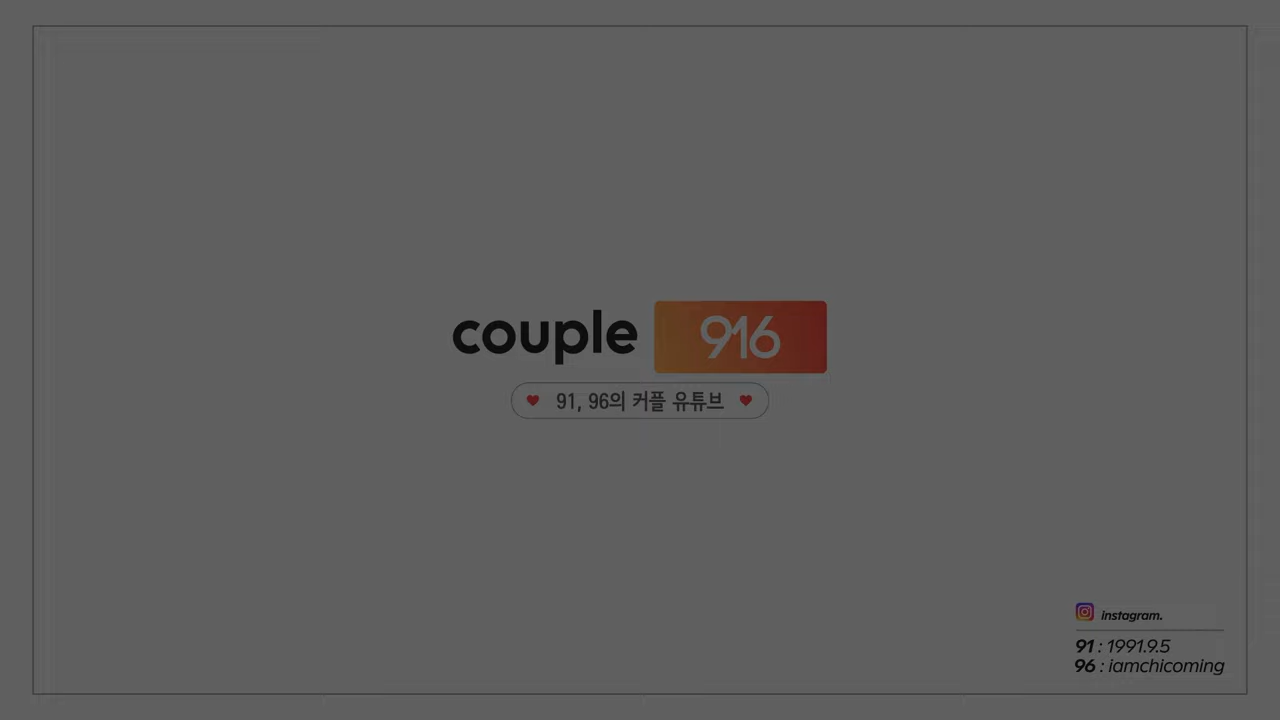 couple 916
91, 96의 커플 유튜브
instagram.
91 : 1991.9.5
96 : iamchicoming